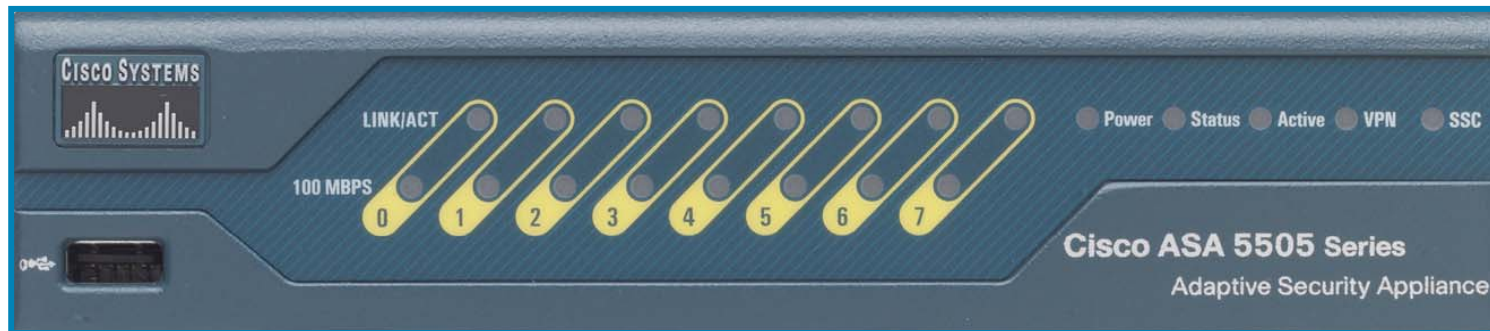 CISCO SYSTEMS
LINK/ACT
100 MBPS
0 1 2 3 4 5 6 7
Power Status Active VPN SSC
Cisco ASA 5505 Series
Adaptive Security Appliance